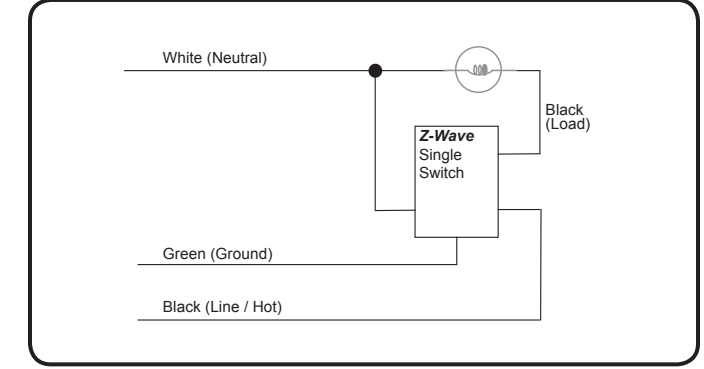 White (Neutral)
Black
(Load)
Z-Wave
Single
Switch
Green (Ground)
Black (Line / Hot)